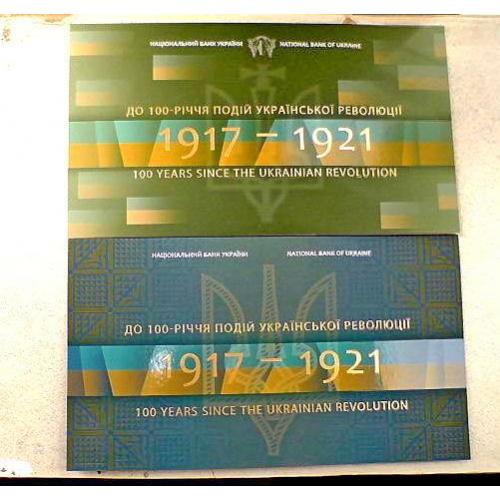 НАЦІОНАЛЬНИЙ БАНК УКРАЇНИ NATIONAL BANK OF UKRAINE
ДО 100-РІЧЧЯ ПОДІЙ УКРАЇНСЬКОЇ РЕВОЛЮЦІЇ
1917 – 1921
100 YEARS SINCE THE UKRAINIAN REVOLUTION
НАЦІОНАЛЬНИЙ БАНК УКРАЇНИ NATIONAL BANK OF UKRAINE
ДО 100-РІЧЧЯ ПОДІЙ УКРАЇНСЬКОЇ РЕВОЛЮЦІЇ
1917 – 1921
100 YEARS SINCE THE UKRAINIAN REVOLUTION